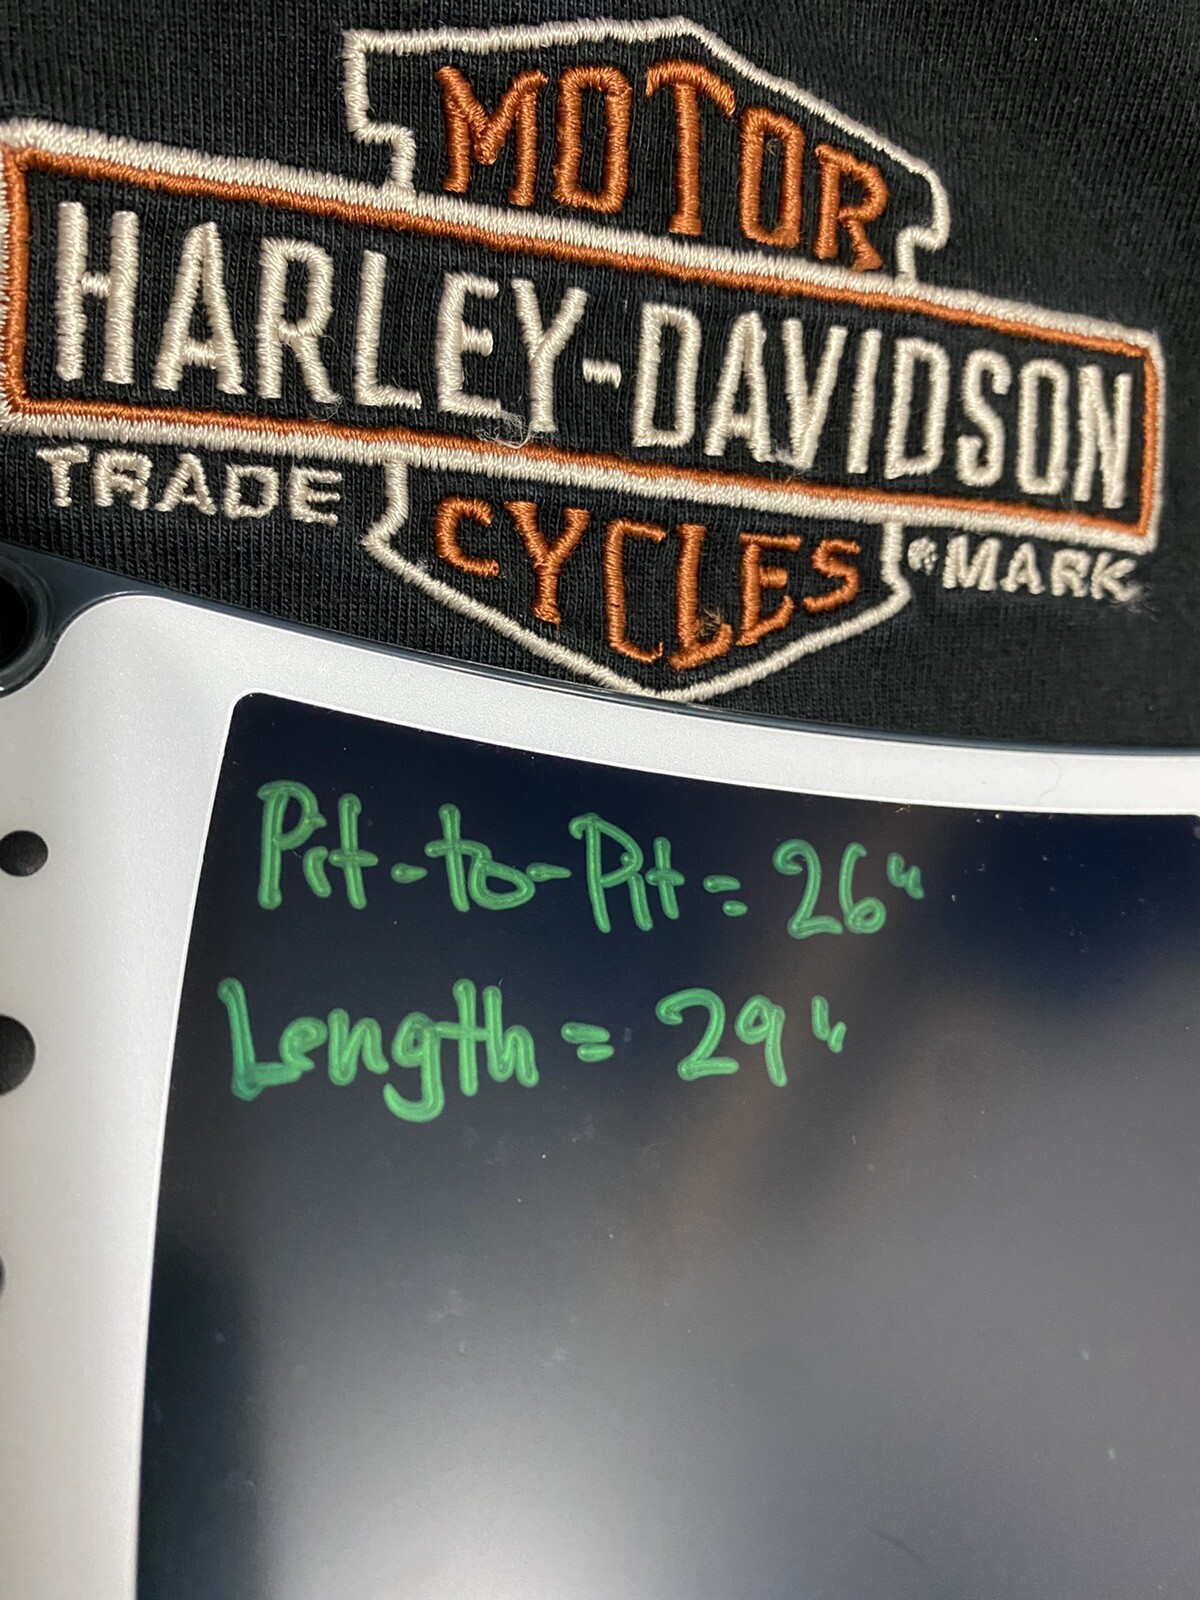 MOTOR
HARLEY-DAVIDSON
TRADE MARK
CYCLES
Pit-to-Pit = 26"
Length = 29"